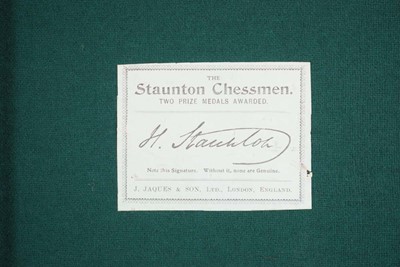 THE
Staunton Chessmen.
TWO PRIZE MEDALS AWARDED.
H. Staunton
Note this Signature. Without it, none are Genuine.
J. JAQUES & SON, LTD., LONDON, ENGLAND.